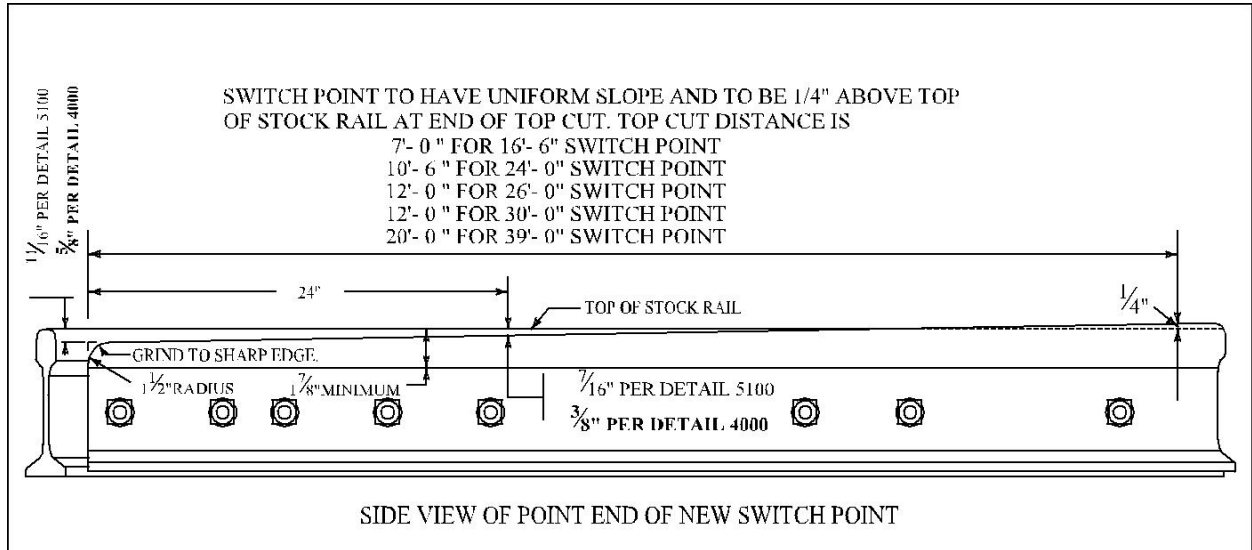 SWITCH POINT TO HAVE UNIFORM SLOPE AND TO BE 1/4" ABOVE TOP
OF STOCK RAIL AT END OF TOP CUT. TOP CUT DISTANCE IS
7'- 0 " FOR 16'- 6" SWITCH POINT
10'- 6 " FOR 24'- 0" SWITCH POINT
12'- 0 " FOR 26'- 0" SWITCH POINT
12'- 0 " FOR 30'- 0" SWITCH POINT
20'- 0 " FOR 39'- 0" SWITCH POINT
11/16" PER DETAIL 5100
5/8" PER DETAIL 4000
24"
TOP OF STOCK RAIL
1/4"
GRIND TO SHARP EDGE.
1 1/2" RADIUS
1 7/8" MINIMUM
7/16" PER DETAIL 5100
3/8" PER DETAIL 4000
SIDE VIEW OF POINT END OF NEW SWITCH POINT